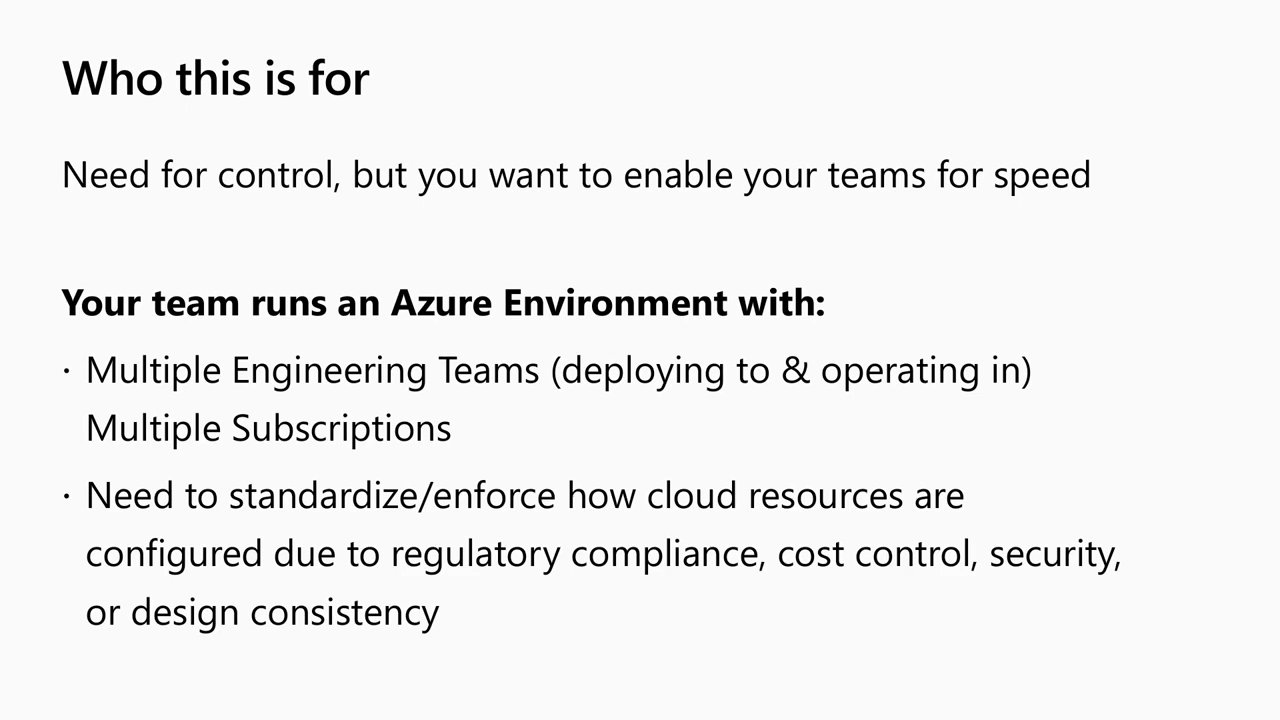 Who this is for
Need for control, but you want to enable your teams for speed
Your team runs an Azure Environment with:
· Multiple Engineering Teams (deploying to & operating in)
Multiple Subscriptions
· Need to standardize/enforce how cloud resources are
configured due to regulatory compliance, cost control, security,
or design consistency